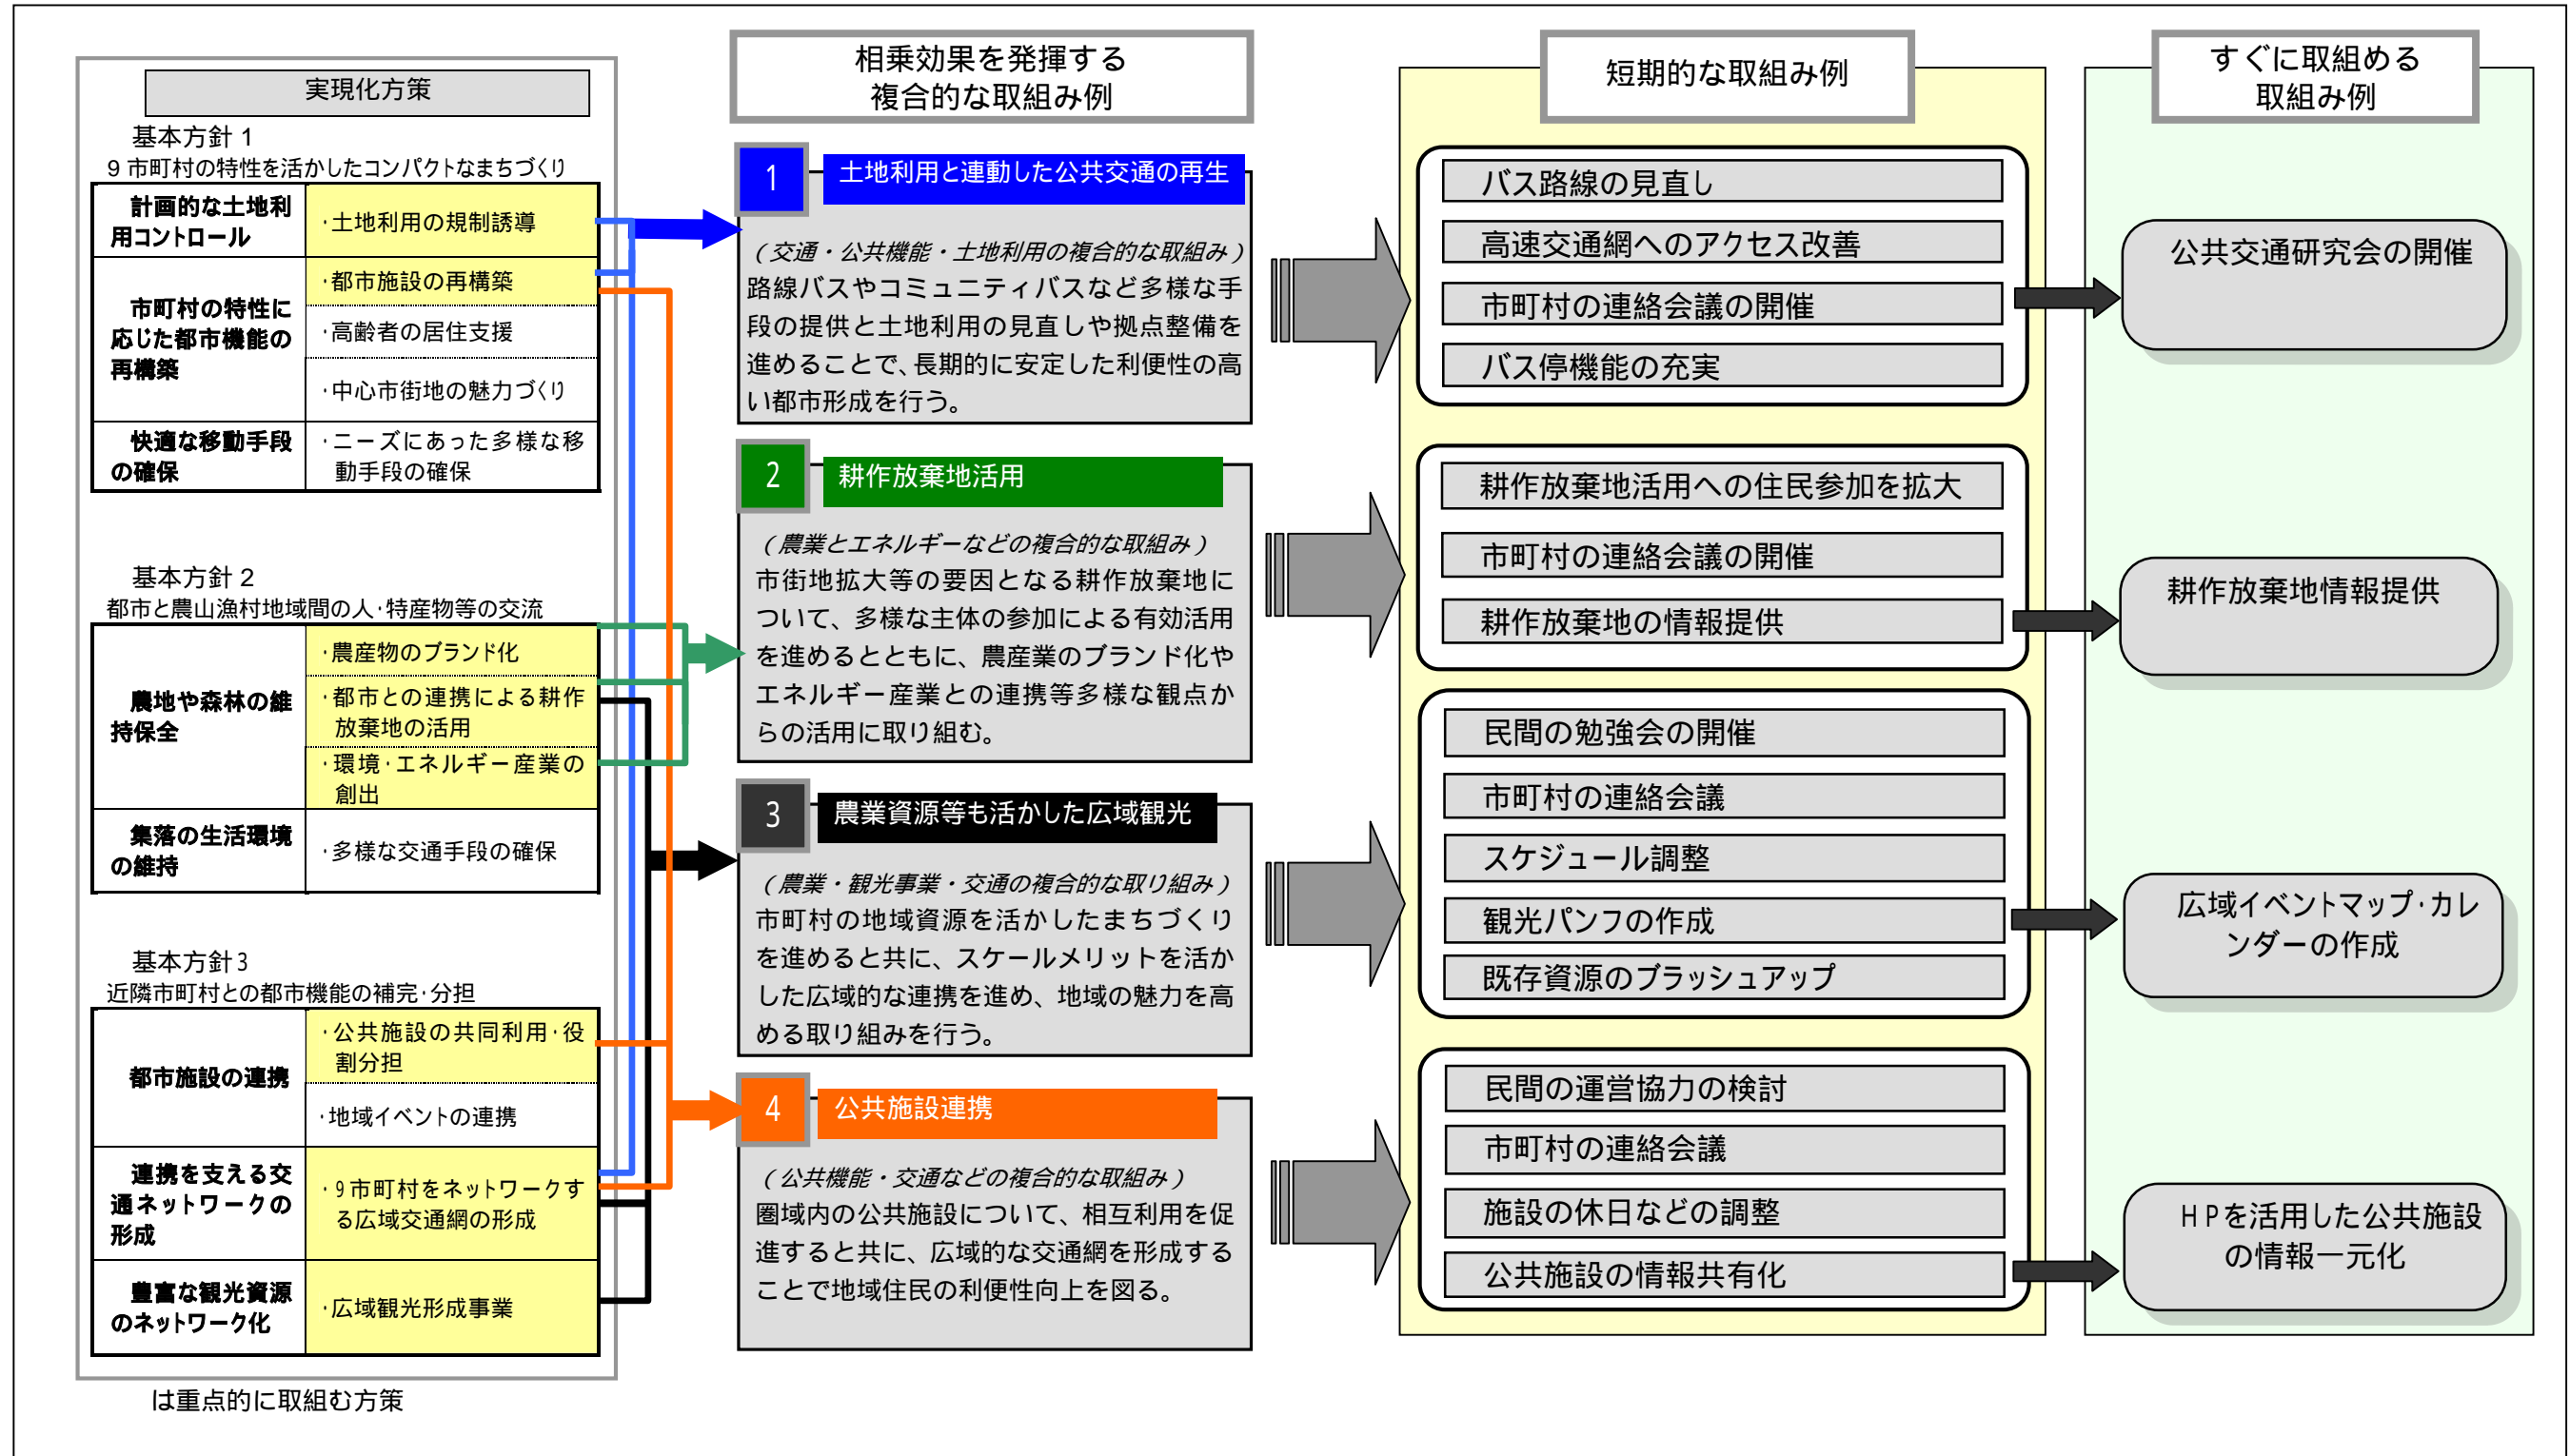 実現化方策
基本方針1
9市町村の特性を活かしたコンパクトなまちづくり
計画的な土地利
用コントロール
・土地利用の規制誘導
市町村の特性に
応じた都市機能の
再構築
・都市施設の再構築
・高齢者の居住支援
・中心市街地の魅力づくり
快適な移動手段
の確保
・ニーズにあった多様な移
動手段の確保
基本方針2
都市と農山漁村地域間の人・特産物等の交流
農地や森林の維
持保全
・農産物のブランド化
・都市との連携による耕作
放棄地の活用
・環境・エネルギー産業の
創出
集落の生活環境
の維持
・多様な交通手段の確保
基本方針3
近隣市町村との都市機能の補完・分担
都市施設の連携
・公共施設の共同利用・役
割分担
・地域イベントの連携
連携を支える交
通ネットワークの
形成
・9市町村をネットワークす
る広域交通網の形成
豊富な観光資源
のネットワーク化
・広域観光形成事業
は重点的に取組む方策
相乗効果を発揮する
複合的な取組み例
1
土地利用と連動した公共交通の再生
(交通・公共機能・土地利用の複合的な取組み)
路線バスやコミュニティバスなど多様な手
段の提供と土地利用の見直しや拠点整備を
進めることで、長期的に安定した利便性の高
い都市形成を行う。
2
耕作放棄地活用
(農業とエネルギーなどの複合的な取組み)
市街地拡大等の要因となる耕作放棄地に
ついて、多様な主体の参加による有効活用
を進めるとともに、農産業のブランド化や
エネルギー産業との連携等多様な観点か
らの活用に取り組む。
3
農業資源等も活かした広域観光
(農業・観光事業・交通の複合的な取り組み)
市町村の地域資源を活かしたまちづくり
を進めると共に、スケールメリットを活か
した広域的な連携を進め、地域の魅力を高
める取り組みを行う。
4
公共施設連携
(公共機能・交通などの複合的な取組み)
圏域内の公共施設について、相互利用を促
進すると共に、広域的な交通網を形成する
ことで地域住民の利便性向上を図る。
短期的な取組み例
バス路線の見直し
高速交通網へのアクセス改善
市町村の連絡会議の開催
バス停機能の充実
耕作放棄地活用への住民参加を拡大
市町村の連絡会議の開催
耕作放棄地の情報提供
民間の勉強会の開催
市町村の連絡会議
スケジュール調整
観光パンフの作成
既存資源のブラッシュアップ
民間の運営協力の検討
市町村の連絡会議
施設の休日などの調整
公共施設の情報共有化
すぐに取組める
取組み例
公共交通研究会の開催
耕作放棄地情報提供
広域イベントマップ・カレ
ンダーの作成
HPを活用した公共施設
の情報一元化